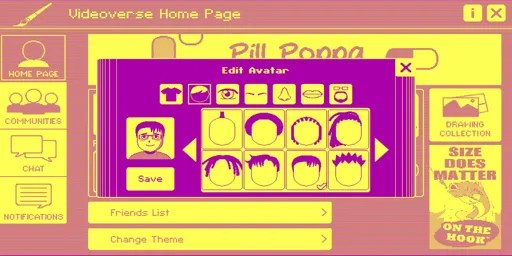 Videoverse Home Page
i
Pill Poppa
Edit Avatar
HOME PAGE
COMMUNITIES
CHAT
NOTIFICATIONS
Save
DRAWING
COLLECTION
SIZE
DOES
MATTER
ON THE
HOOK
Friends List
Change Theme